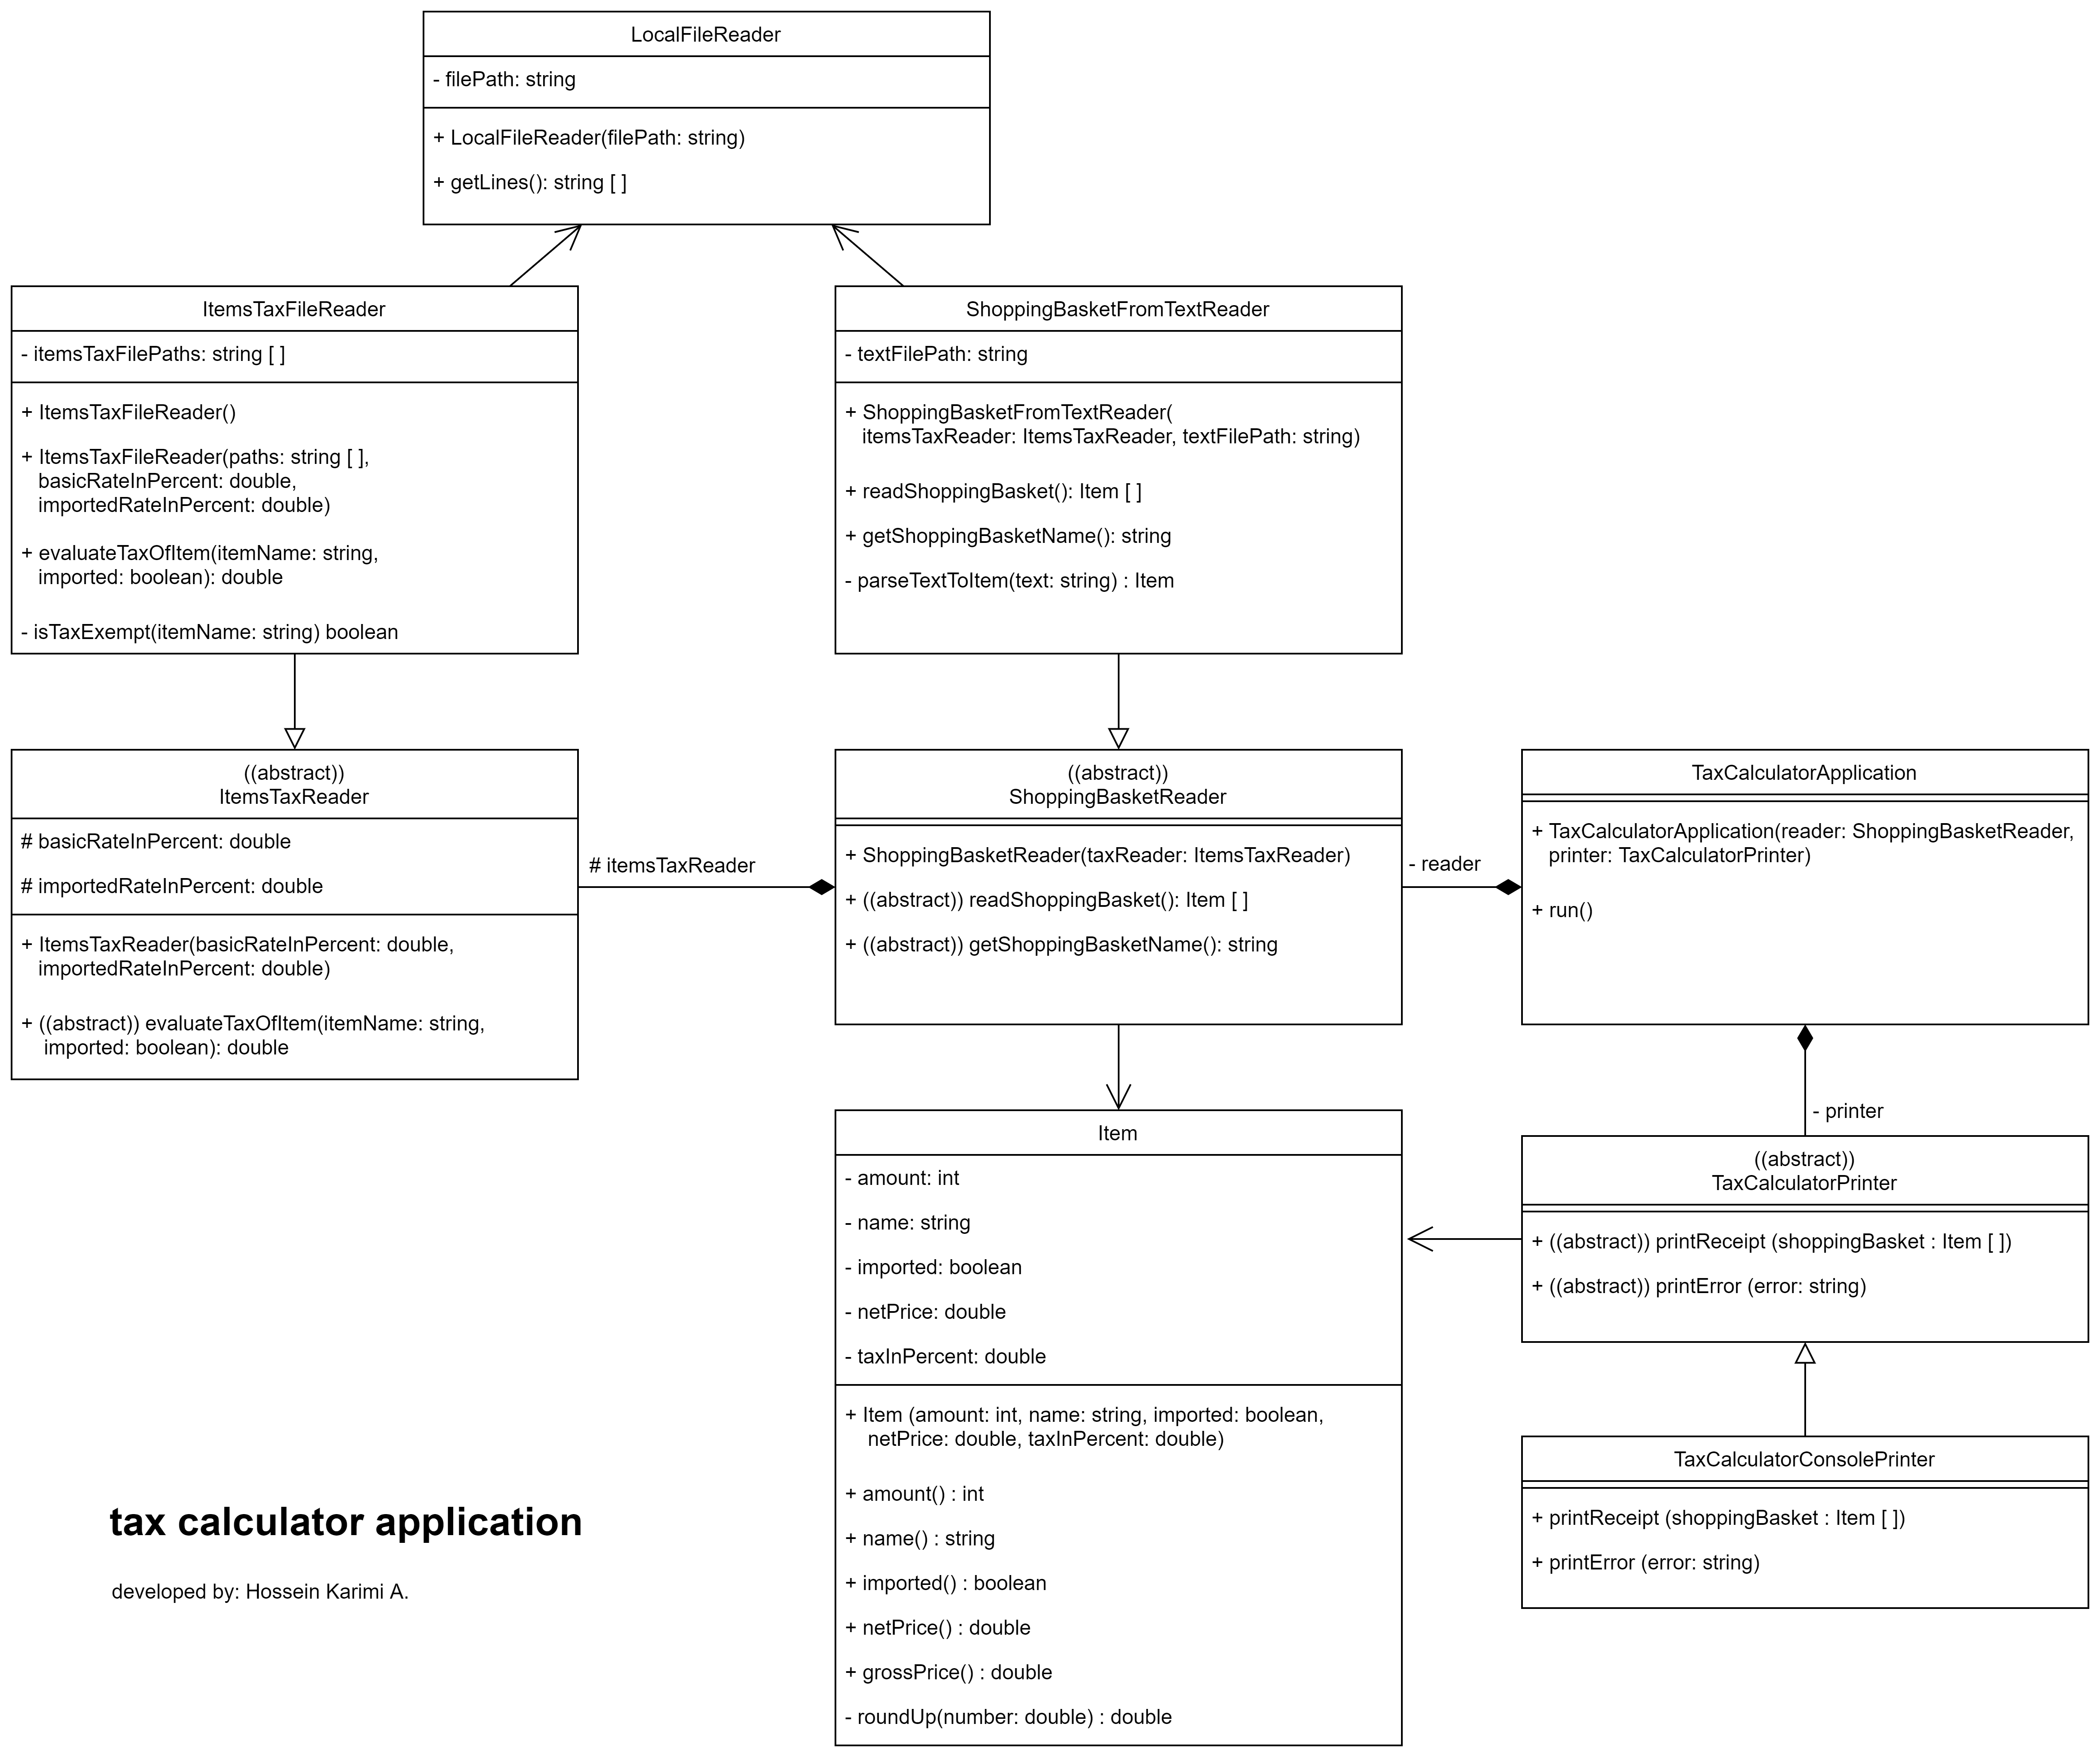 LocalFileReader
- filePath: string
+ LocalFileReader(filePath: string)
+ getLines(): string [ ]
ItemsTaxFileReader
- itemsTaxFilePaths: string [ ]
+ ItemsTaxFileReader()
+ ItemsTaxFileReader(paths: string [ ],
basicRateInPercent: double,
importedRateInPercent: double)
+ evaluateTaxOfItem(itemName: string,
imported: boolean): double
- isTaxExempt(itemName: string) boolean
ShoppingBasketFromTextReader
- textFilePath: string
+ ShoppingBasketFromTextReader(
itemsTaxReader: ItemsTaxReader, textFilePath: string)
+ readShoppingBasket(): Item [ ]
+ getShoppingBasketName(): string
- parseTextToItem(text: string) : Item
((abstract))
ItemsTaxReader
# basicRateInPercent: double
# importedRateInPercent: double
+ ItemsTaxReader(basicRateInPercent: double,
importedRateInPercent: double)
+ ((abstract)) evaluateTaxOfItem(itemName: string,
imported: boolean): double
# itemsTaxReader
((abstract))
ShoppingBasketReader
+ ShoppingBasketReader(taxReader: ItemsTaxReader)
+ ((abstract)) readShoppingBasket(): Item [ ]
+ ((abstract)) getShoppingBasketName(): string
- reader
TaxCalculatorApplication
+ TaxCalculatorApplication(reader: ShoppingBasketReader,
printer: TaxCalculatorPrinter)
+ run()
- printer
Item
- amount: int
- name: string
- imported: boolean
- netPrice: double
- taxInPercent: double
+ Item (amount: int, name: string, imported: boolean,
netPrice: double, taxInPercent: double)
+ amount() : int
+ name() : string
+ imported() : boolean
+ netPrice() : double
+ grossPrice() : double
- roundUp(number: double) : double
((abstract))
TaxCalculatorPrinter
+ ((abstract)) printReceipt (shoppingBasket : Item [ ])
+ ((abstract)) printError (error: string)
TaxCalculatorConsolePrinter
+ printReceipt (shoppingBasket : Item [ ])
+ printError (error: string)
tax calculator application
developed by: Hossein Karimi A.